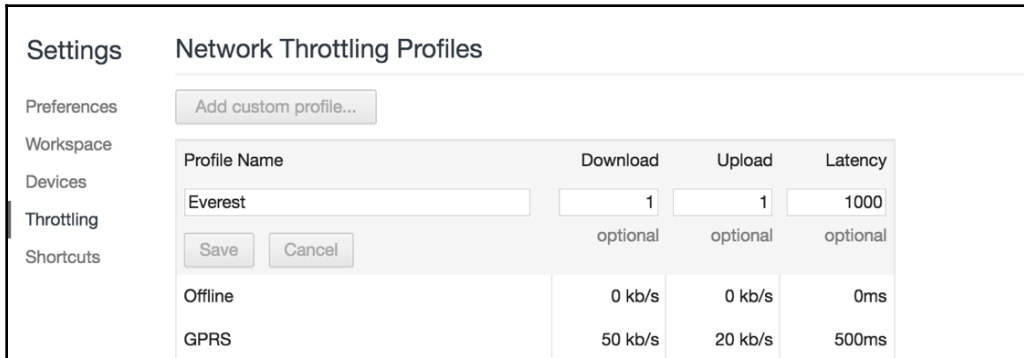 Settings
Network Throttling Profiles
Preferences
Workspace
Devices
Throttling
Shortcuts
Add custom profile...
Profile Name Download Upload Latency
Everest 1 1 1000
optional optional optional
Save Cancel
Offline 0 kb/s 0 kb/s 0ms
GPRS 50 kb/s 20 kb/s 500ms